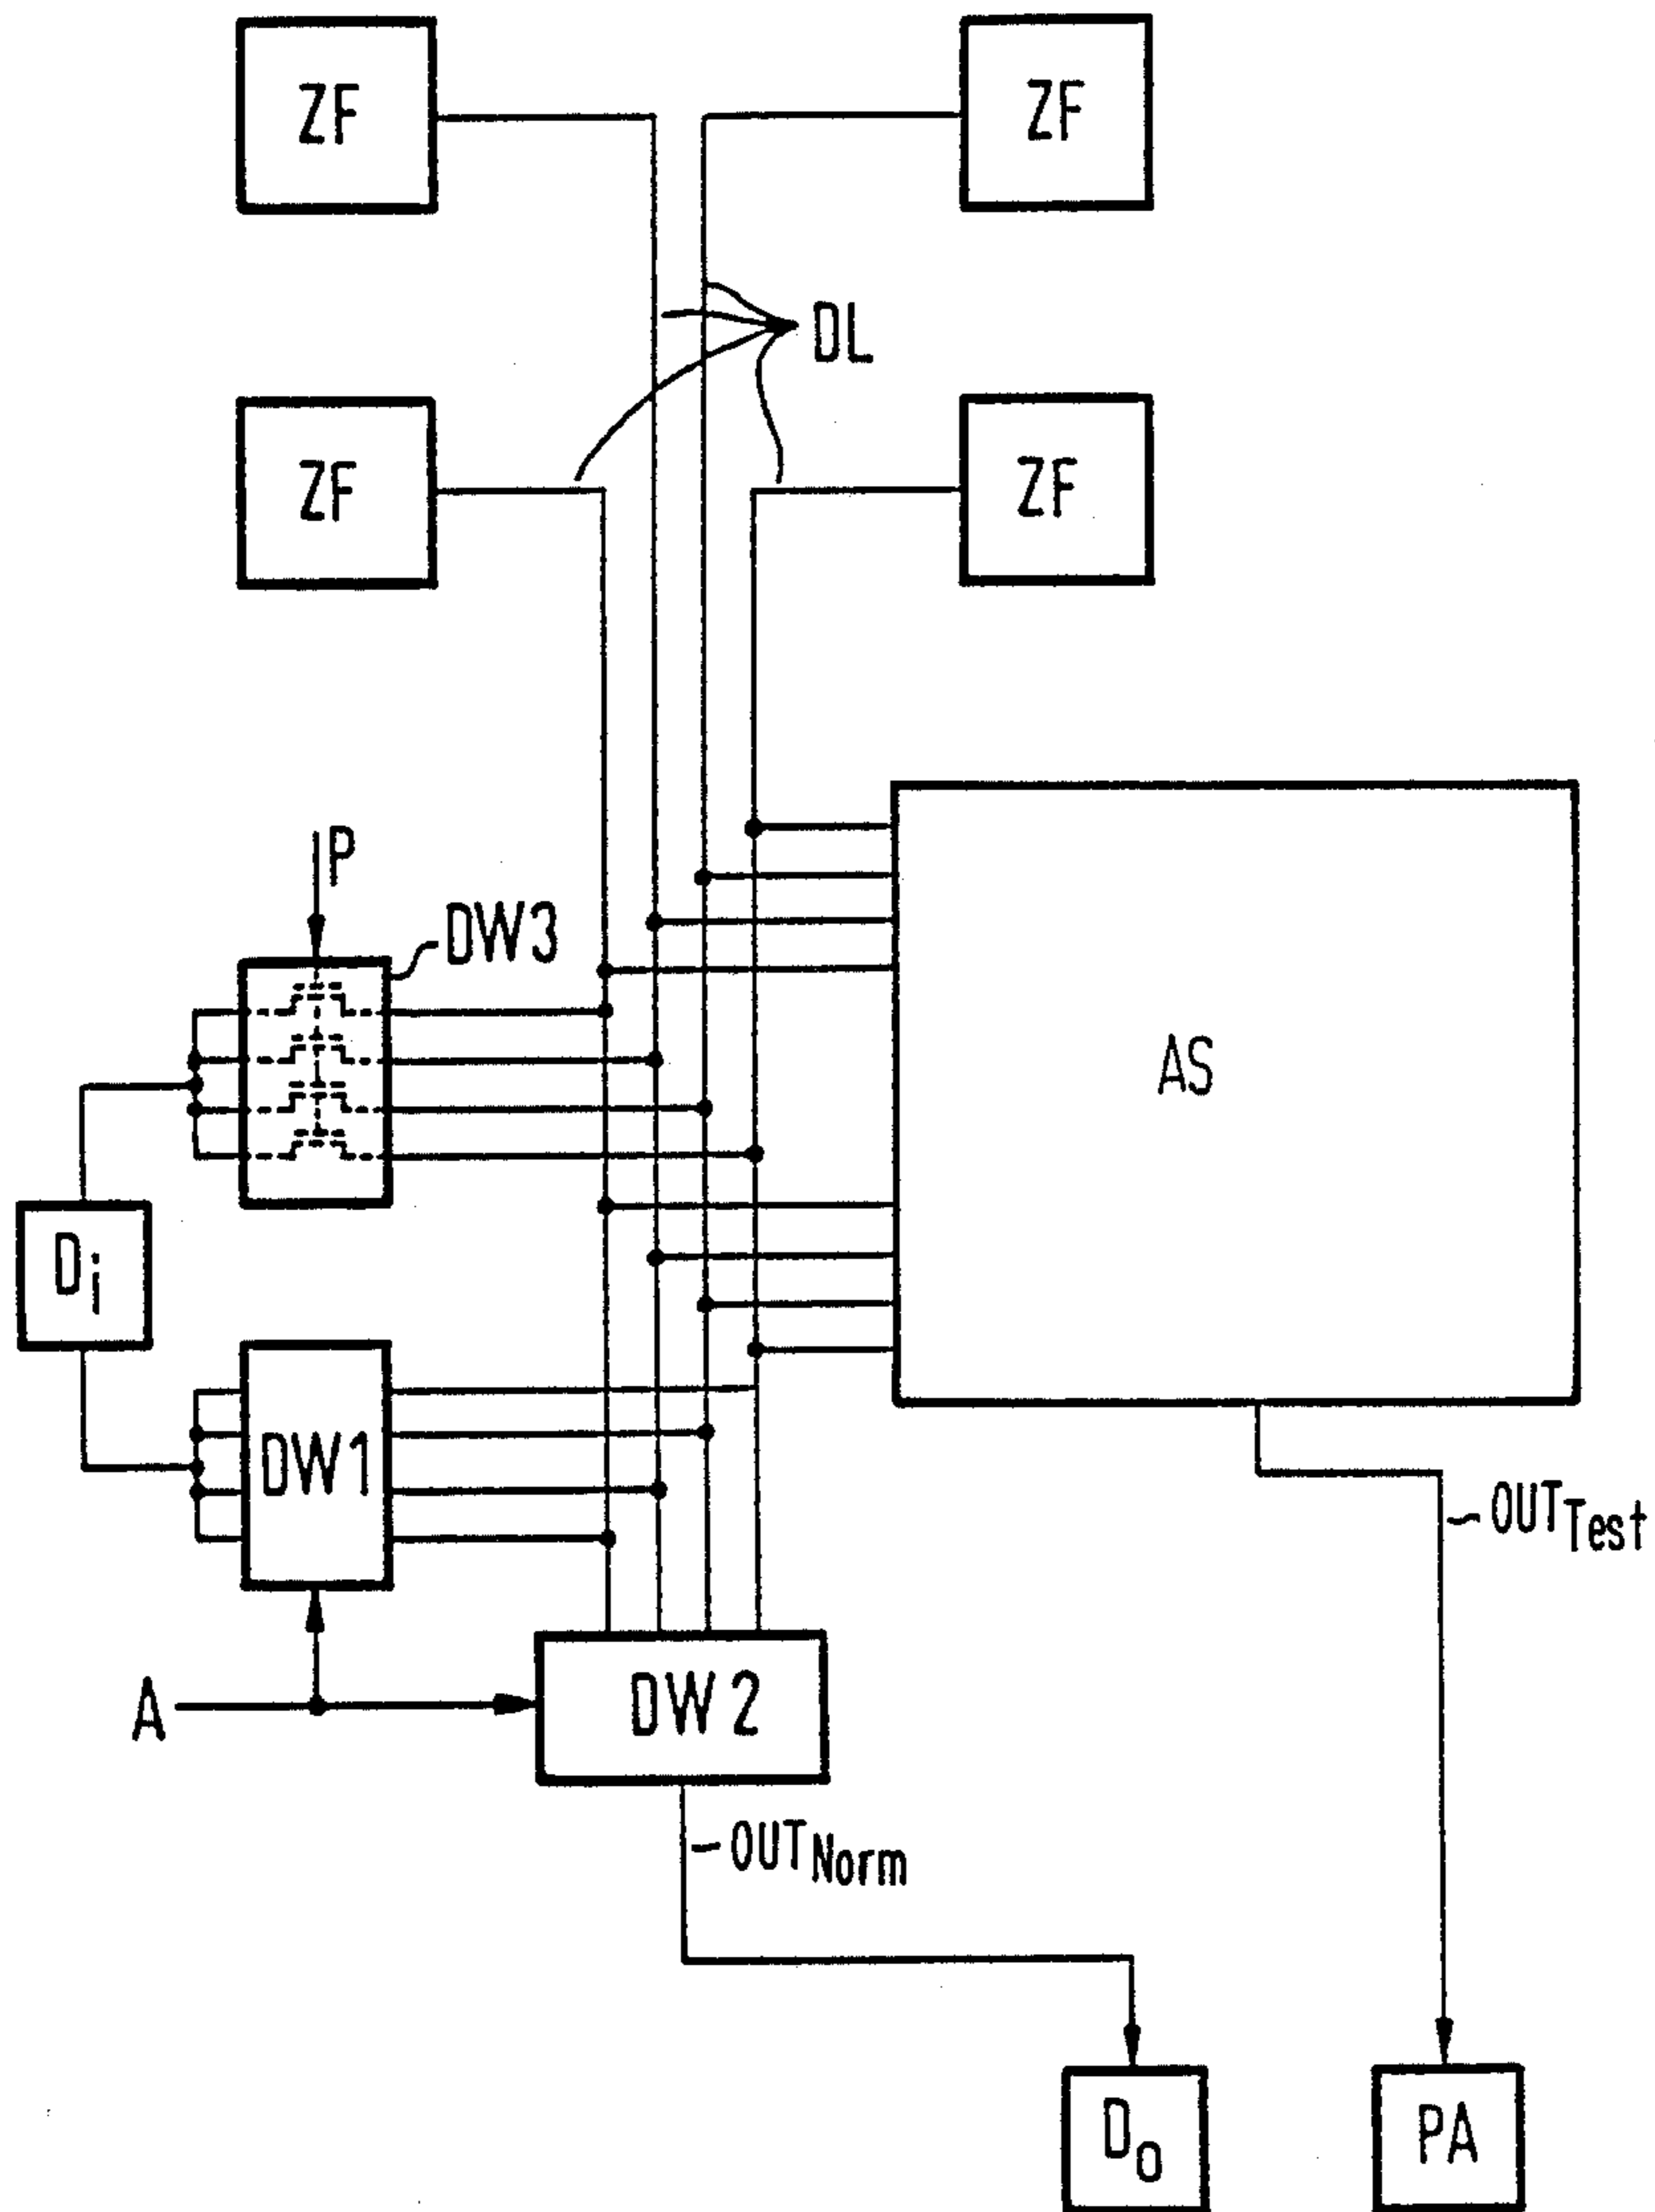 ZF
ZF
DL
ZF
ZF
P
DW3
AS
Di
DW1
OUTTest
A
DW2
OUTNorm
Do
PA